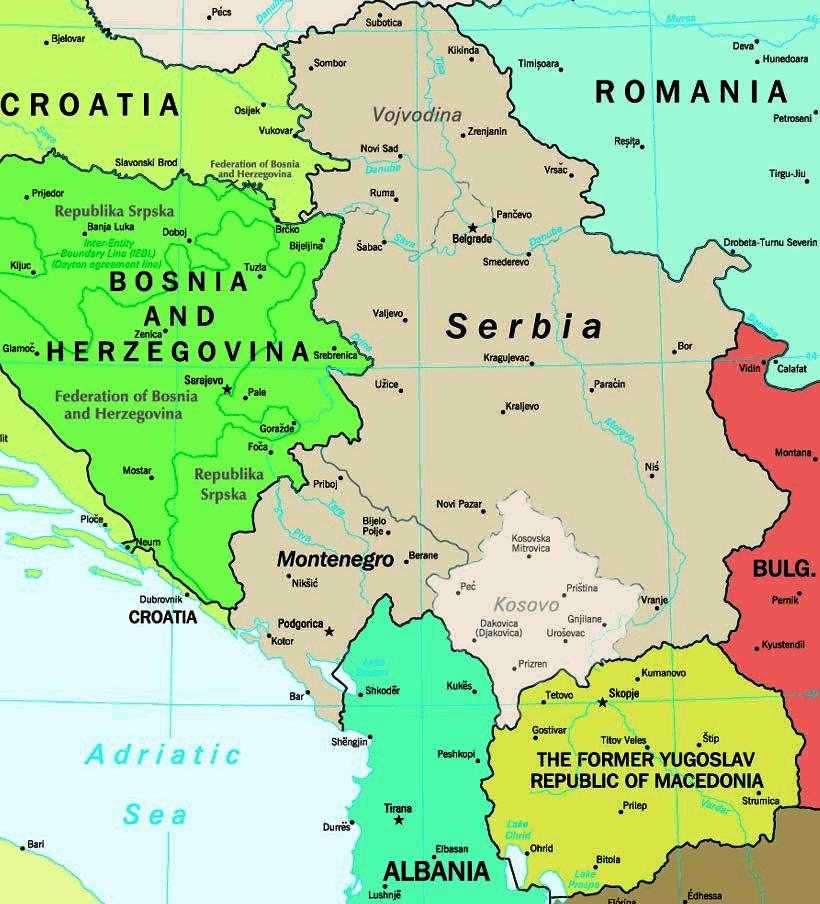 Pécs
Danube
Subotica
Mures
46
Bjelovar
Sombor
Kikinda
Tisa
Timișoara
Deva
Hunedoara
CROATIA
Osijek
Vukovar
Vojvodina
Zrenjanin
ROMANIA
Petroseni
Reșița
Sava
Slavonski Brod
Federation of Bosnia
and Herzegovina
Novi Sad
Danube
Vršac
Tirgu-Jiu
Prijedor
Ruma
Republika Srpska
Banja Luka
Doboj
Brčko
Bijeljina
Pančevo
Belgrade
Danube
Drobeta-Turnu Severin
Inter-Entity
Boundary Line (IEBL)
(Dayton agreement line)
Šabac
Sava
Smederevo
Kljuc
Tuzla
BOSNIA
AND
HERZEGOVINA
Zenica
Valjevo
Serbia
Danube
Glamoč
Drina
Srebrenica
Kragujevac
Bor
44
Vidin
Calafat
Sarajevo
Pale
Užice
Paraćin
Federation of Bosnia
and Herzegovina
Kraljevo
Goražde
Morava
lit
Foča
Montana
Mostar
Republika
Srpska
Priboj
Niš
Tara
Novi Pazar
Ploče
Piva
Bijelo
Polje
Neum
Kosovska
Mitrovica
Montenegro
Berane
BULG.
Nikšić
Peć
Priština
Dubrovnik
Kosovo
Vranje
Pernik
CROATIA
Podgorica
Dakovica
(Djakovica)
Gnjilane
Uroševac
Kotor
Kyustendil
Lake
Scutari
Prizren
Kumanovo
Bar
Shkodër
Kukës
Tetovo
Skopje
42
Shëngjin
Gostivar
Titov Veles
Štip
Adriatic
Sea
Peshkopi
THE FORMER YUGOSLAV
REPUBLIC OF MACEDONIA
Tirana
Prilep
Vardar
Strumica
Durrës
Lake
Ohrid
Bari
Elbasan
Ohrid
Bitola
ALBANIA
Lake
Prespa
Lushnjë
Flórina
Édhessa